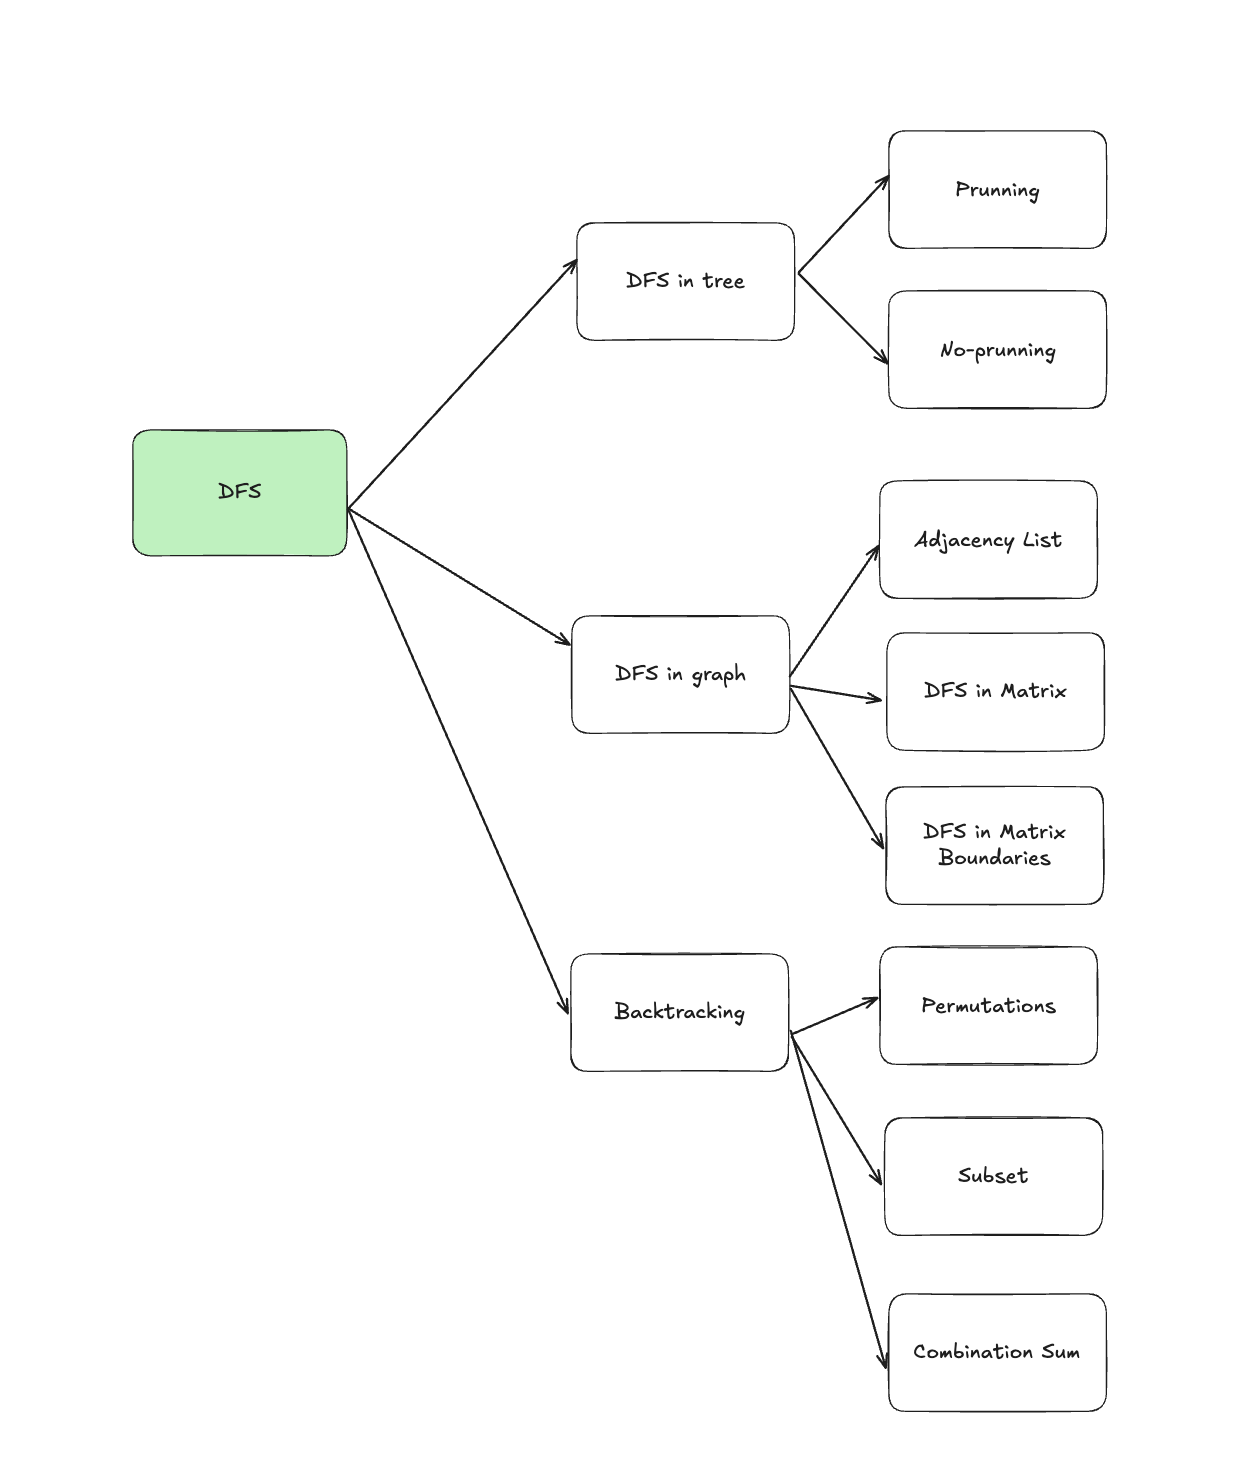 Prunning
DFS in tree
No-prunning
DFS
Adjacency List
DFS in graph
DFS in Matrix
DFS in Matrix
Boundaries
Backtracking
Permutations
Subset
Combination Sum